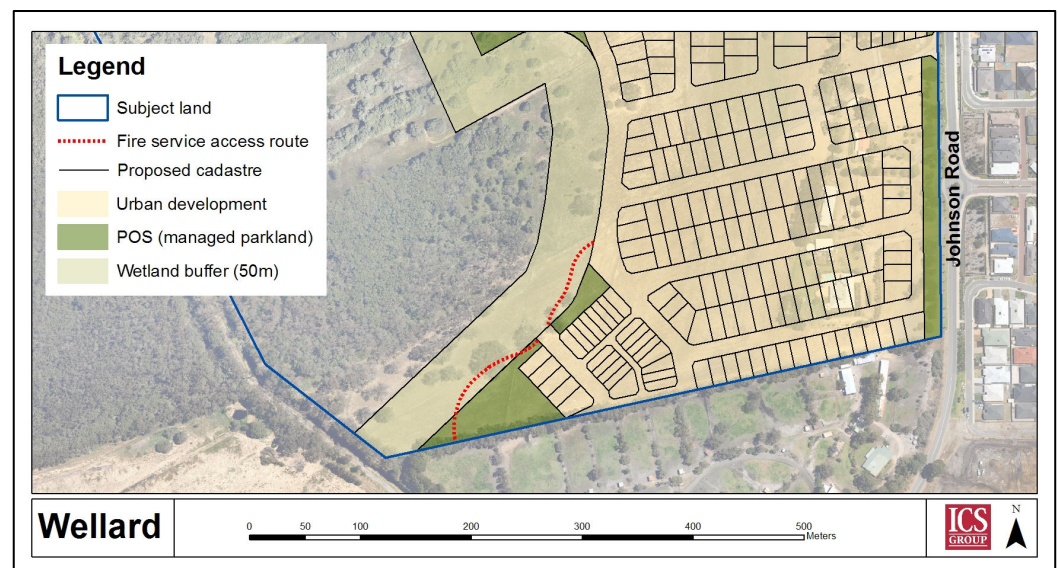 Legend
Subject land
Fire service access route
Proposed cadastre
Urban development
POS (managed parkland)
Wetland buffer (50m)
Johnson Road
Wellard
0 50 100 200 300 400 500
Meters
ICS
GROUP
N